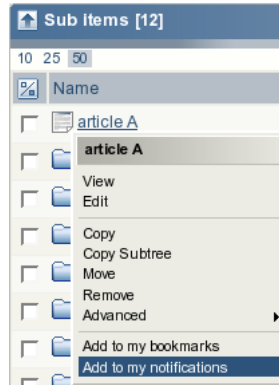 Sub items [12]
10 25 50
Name
article A
article A
View
Edit
Copy
Copy Subtree
Move
Remove
Advanced
Add to my bookmarks
Add to my notifications